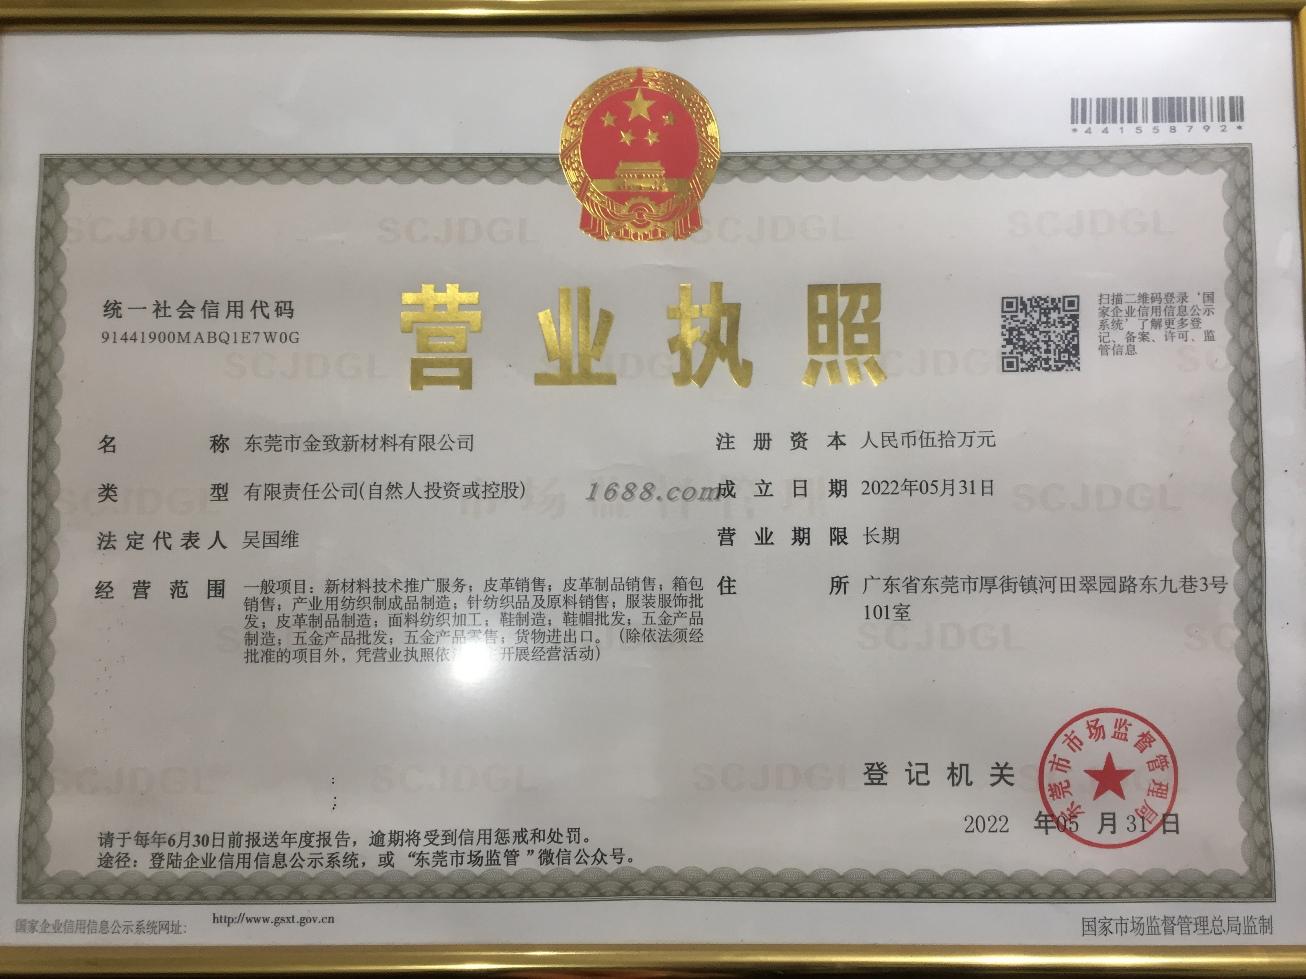 *441558792*
营业执照
统一社会信用代码
91441900MABQ1E7W0G
扫描二维码登录‘国
家企业信用信息公示
系统’了解更多登
记、备案、许可、监
管信息
名称 东莞市金致新材料有限公司
类型 有限责任公司(自然人投资或控股)
法定代表人 吴国维
经营范围 一般项目：新材料技术推广服务；皮革销售；皮革制品销售；箱包
销售；产业用纺织制成品制造；针纺织品及原料销售；服装服饰批
发；皮革制品制造；面料纺织加工；鞋制造；鞋帽批发；五金产品
制造；五金产品批发；五金产品零售；货物进出口。（除依法须经
批准的项目外，凭营业执照依 开展经营活动）
注册资本 人民币伍拾万元
成立日期 2022年05月31日
营业期限 长期
住所 广东省东莞市厚街镇河田翠园路东九巷3号
101室
1688.com
登记机关
东莞市市场监督管理局
2022 年05 月31日
请于每年6月30日前报送年度报告，逾期将受到信用惩戒和处罚。
途径：登陆企业信用信息公示系统，或“东莞市场监管”微信公众号。
国家企业信用信息公示系统网址: http://www.gsxt.gov.cn
国家市场监督管理总局监制